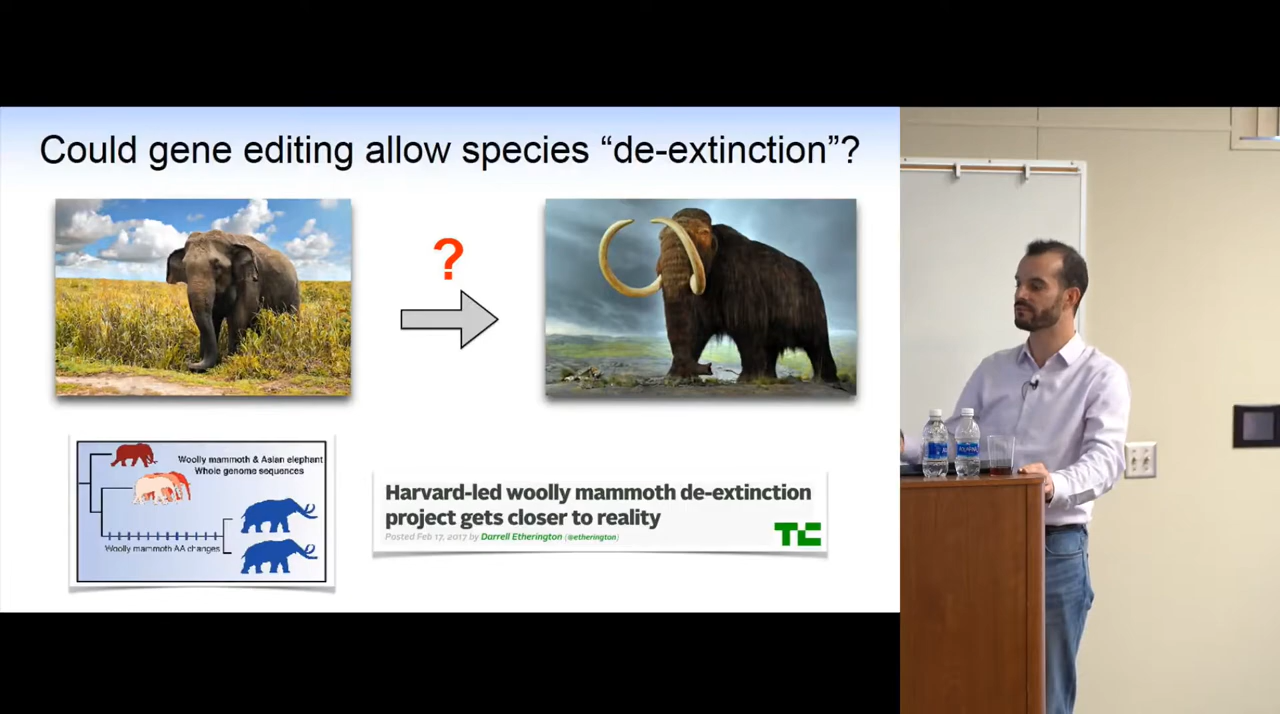 Could gene editing allow species “de-extinction”?
?
Woolly mammoth & Asian elephant
Whole genome sequences
Woolly mammoth AA changes
Harvard-led woolly mammoth de-extinction
project gets closer to reality
Posted Feb 17, 2017 by Darrell Etherington (@etherington)
TC